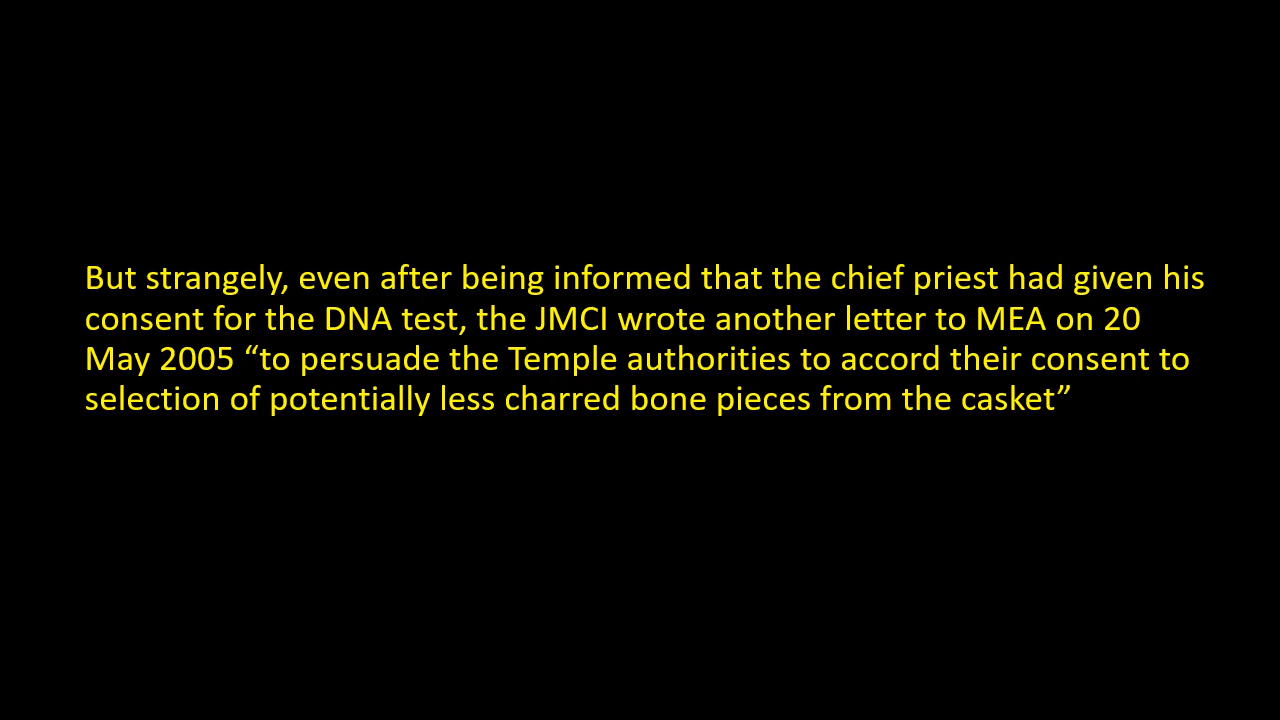 But strangely, even after being informed that the chief priest had given his
consent for the DNA test, the JMCI wrote another letter to MEA on 20
May 2005 “to persuade the Temple authorities to accord their consent to
selection of potentially less charred bone pieces from the casket”